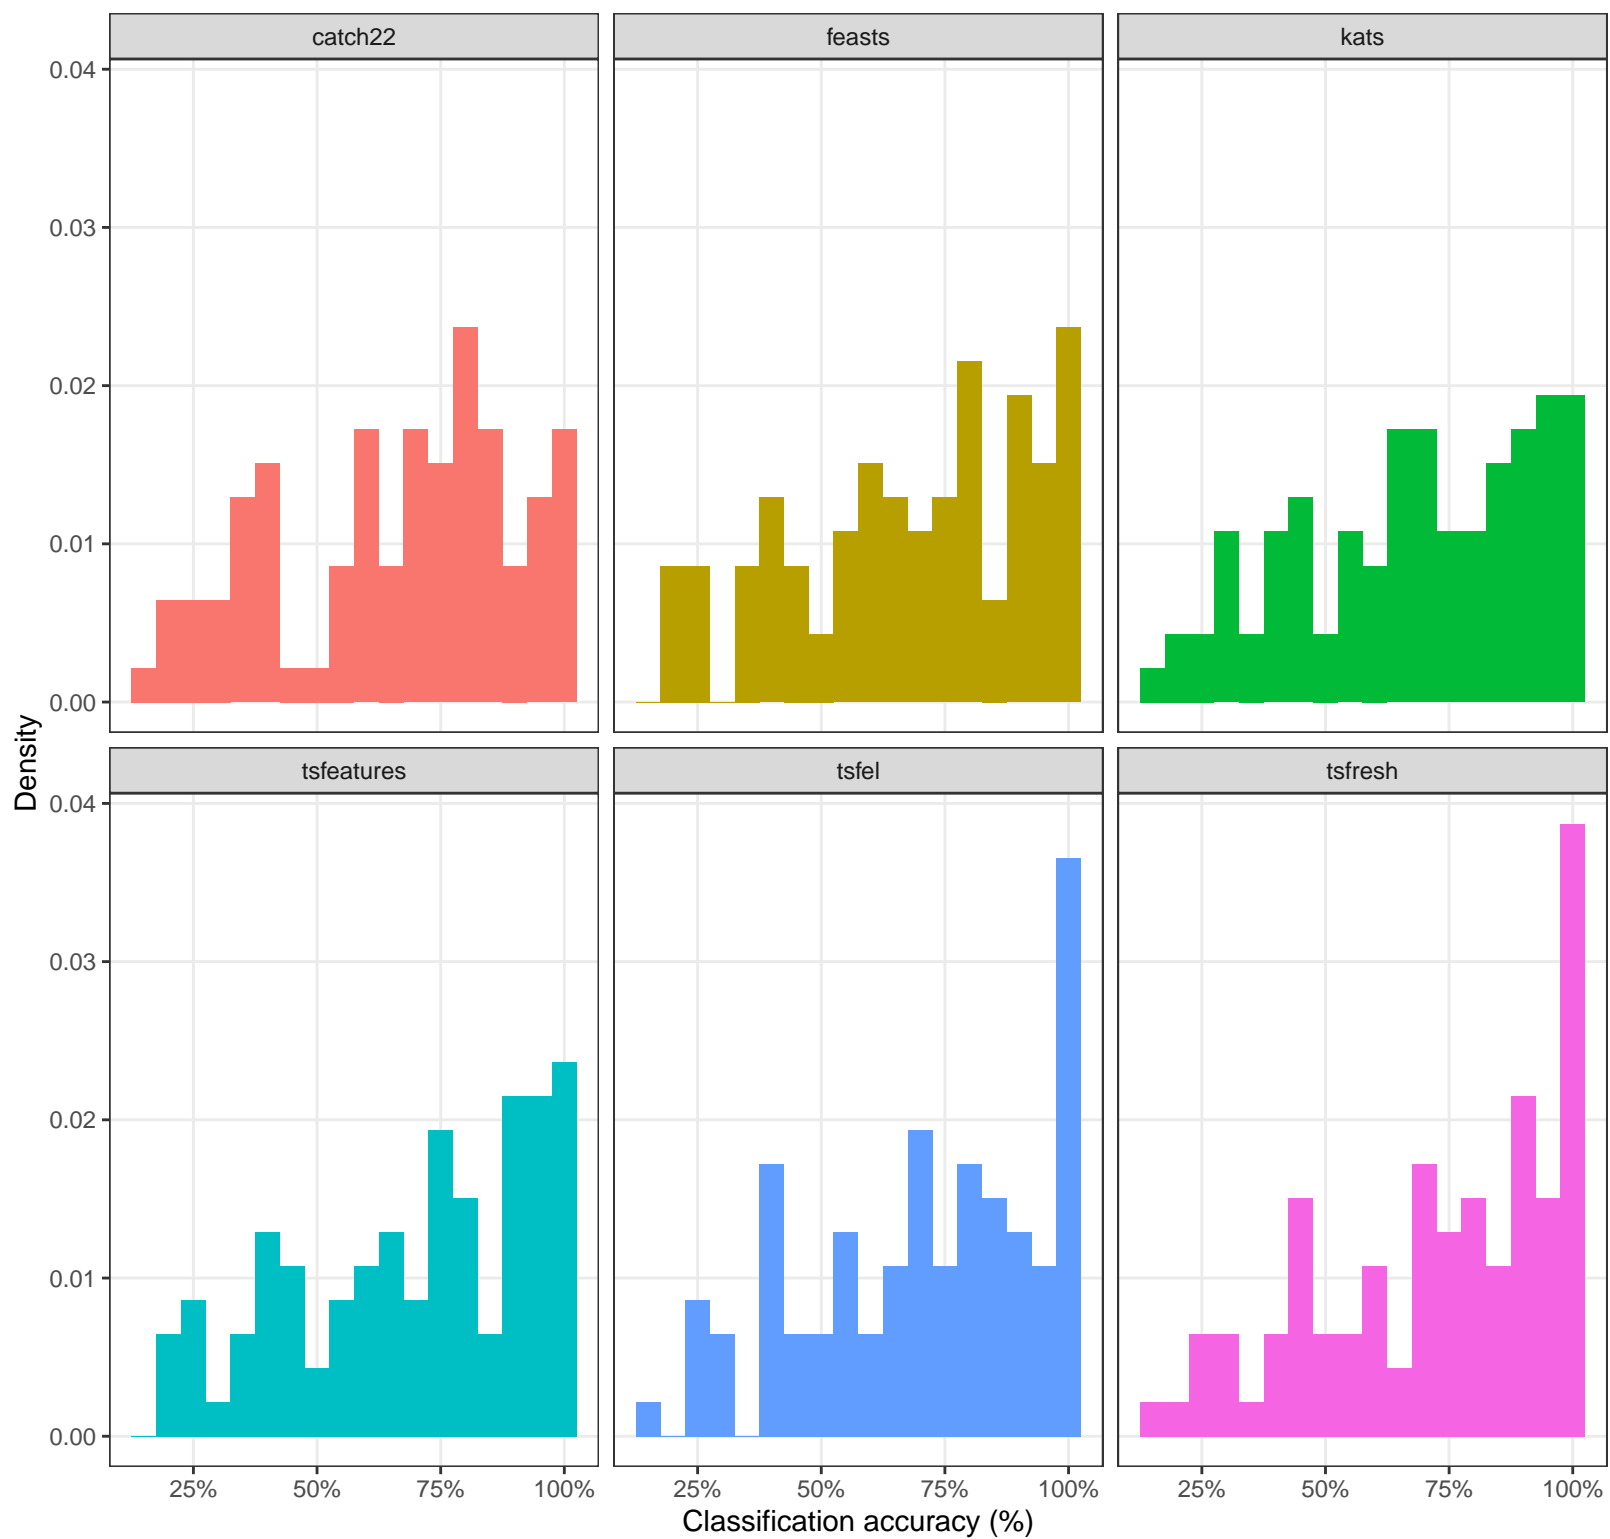 catch22
feasts
kats
0.04
0.03
0.02
0.01
0.00
Density
tsfeatures
tsfel
tsfresh
0.04
0.03
0.02
0.01
0.00
25% 50% 75% 100%
25% 50% 75% 100%
25% 50% 75% 100%
Classification accuracy (%)